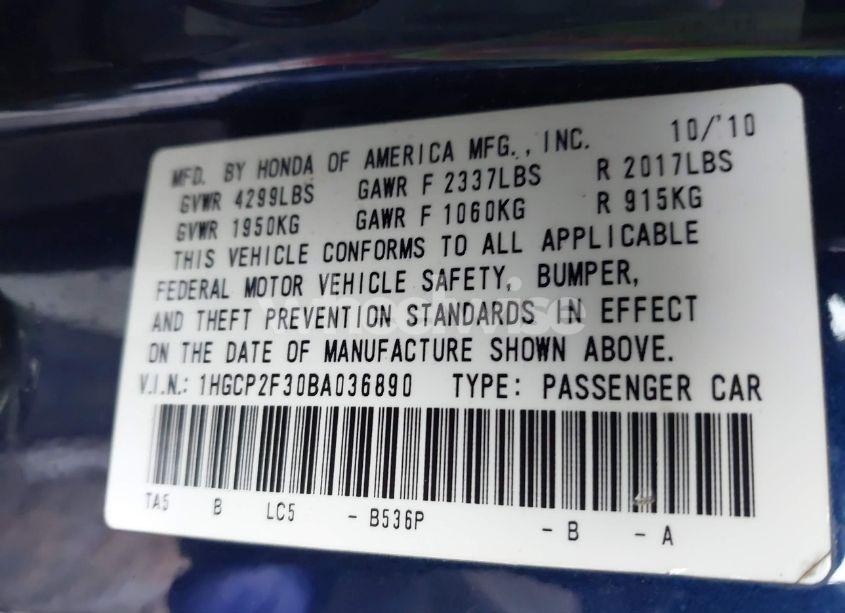 MFD. BY HONDA OF AMERICA MFG., INC. 10/'10
GVWR 4299LBS GAWR F 2337LBS R 2017LBS
GVWR 1950KG GAWR F 1060KG R 915KG
THIS VEHICLE CONFORMS TO ALL APPLICABLE
FEDERAL MOTOR VEHICLE SAFETY, BUMPER,
AND THEFT PREVENTION STANDARDS IN EFFECT
ON THE DATE OF MANUFACTURE SHOWN ABOVE.
V.I.N.: 1HGCP2F30BA036890 TYPE: PASSENGER CAR
TA5 B LC5 - B536P - B - A